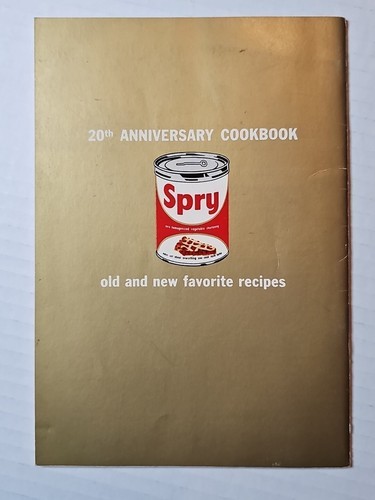 20th ANNIVERSARY COOKBOOK
Spry
old and new favorite recipes